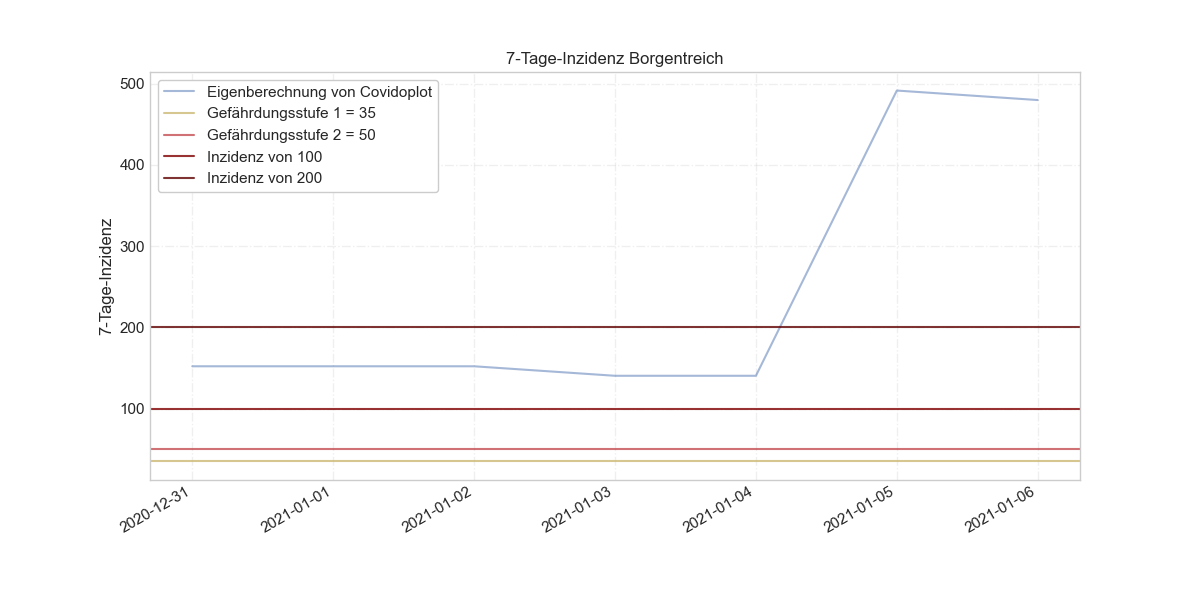 7-Tage-Inzidenz Borgentreich
Eigenberechnung von Covidoplot
Gefährdungsstufe 1 = 35
Gefährdungsstufe 2 = 50
Inzidenz von 100
Inzidenz von 200
7-Tage-Inzidenz
500
400
300
200
100
2020-12-31
2021-01-01
2021-01-02
2021-01-03
2021-01-04
2021-01-05
2021-01-06